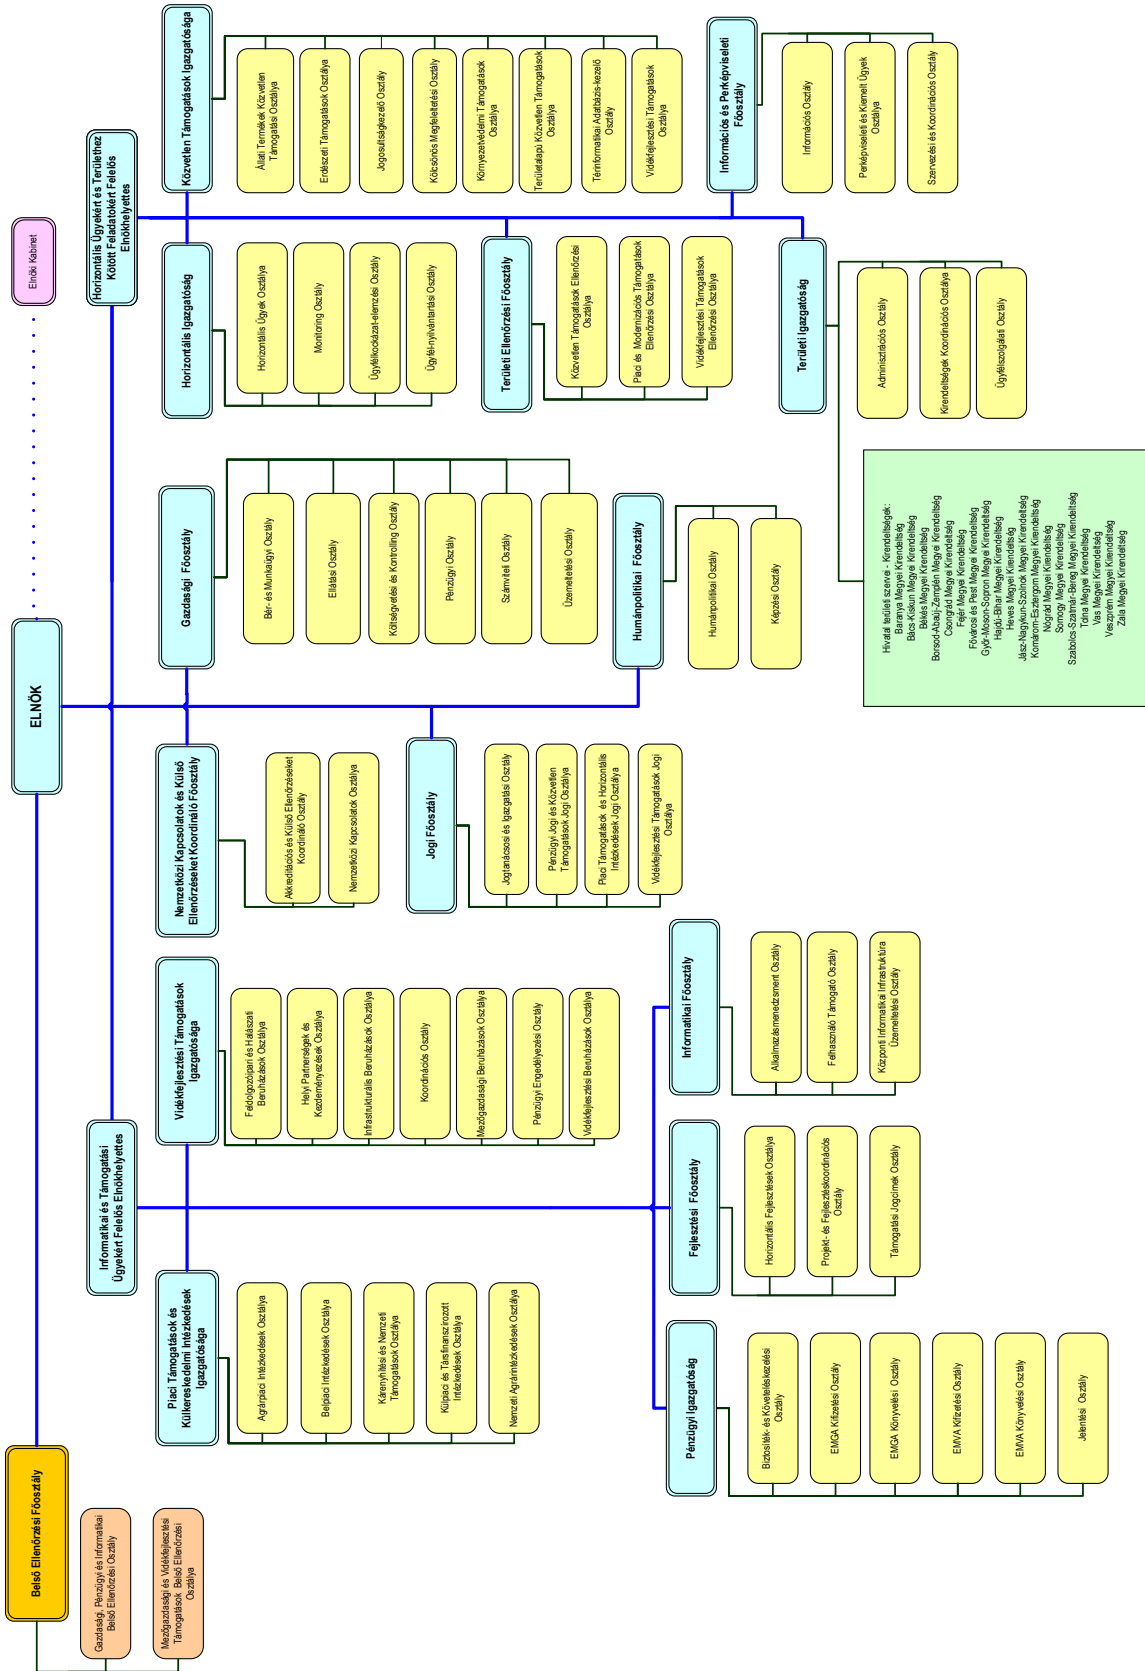 Belső Ellenőrzési Főosztály
Gazdasági, Pénzügyi és Informatikai
Belső Ellenőrzési Osztály
Mezőgazdasági és Vidékfejlesztési
Támogatások Belső Ellenőrzési
Osztálya
ELNÖK
Elnöki Kabinet
Informatikai és Támogatási
Ügyekért Felelős Elnökhelyettes
Piaci Támogatások és
Külkereskedelmi Intézkedések
Igazgatósága
Agrárpiaci Intézkedések Osztálya
Belpiaci Intézkedések Osztálya
Kárenyhítési és Nemzeti
Támogatások Osztálya
Külpiaci és Társfinanszírozott
Intézkedések Osztálya
Nemzeti Agrárintézkedések Osztálya
Vidékfejlesztési Támogatások
Igazgatósága
Feldolgozóipari és Halászati
Beruházások Osztálya
Helyi Partnerségek és
Kezdeményezések Osztálya
Infrastrukturális Beruházások Osztálya
Koordinációs Osztály
Mezőgazdasági Beruházások Osztálya
Pénzügyi Engedélyezési Osztály
Vidékfejlesztési Beruházások Osztálya
Pénzügyi Igazgatóság
Biztosíték- és Követeléskezelési
Osztály
EMGA Kifizetési Osztály
EMGA Könyvelési Osztály
EMVA Kifizetési Osztály
EMVA Könyvelési Osztály
Jelentési Osztály
Fejlesztési Főosztály
Horizontális Fejlesztések Osztálya
Projekt- és Fejlesztéskoordinációs
Osztály
Támogatási Jogcímek Osztály
Informatikai Főosztály
Alkalmazásmenedzsment Osztály
Felhasználó Támogató Osztály
Központi Informatikai Infrastruktúra
Üzemeltetési Osztály
Nemzetközi Kapcsolatok és Külső
Ellenőrzéseket Koordináló Főosztály
Akkreditációs és Külső Ellenőrzéseket
Koordináló Osztály
Nemzetközi Kapcsolatok Osztálya
Gazdasági Főosztály
Bér- és Munkaügyi Osztály
Ellátási Osztály
Költségvetési és Kontrolling Osztály
Pénzügyi Osztály
Számviteli Osztály
Üzemeltetési Osztály
Jogi Főosztály
Jogtanácsosi és Igazgatási Osztály
Pénzügyi Jogi és Közvetlen
Támogatások Jogi Osztálya
Piaci Támogatások és Horizontális
Intézkedések Jogi Osztálya
Vidékfejlesztési Támogatások Jogi
Osztálya
Humánpolitikai Főosztály
Humánpolitikai Osztály
Képzési Osztály
Horizontális Ügyekért és Területhez
Kötött Feladatokért Felelős
Elnökhelyettes
Horizontális Igazgatóság
Horizontális Ügyek Osztálya
Monitoring Osztály
Ügyfélkockázat-elemzési Osztály
Ügyfél-nyilvántartási Osztály
Közvetlen Támogatások Igazgatósága
Állati Termékek Közvetlen
Támogatási Osztálya
Erdészeti Támogatások Osztálya
Jogosultságkezelő Osztály
Kölcsönös Megfeleltetési Osztály
Környezetvédelmi Támogatások
Osztálya
Területalapú Közvetlen Támogatások
Osztálya
Térinformatikai Adatbázis-kezelő
Osztály
Vidékfejlesztési Támogatások
Osztálya
Területi Ellenőrzési Főosztály
Közvetlen Támogatások Ellenőrzési
Osztálya
Piaci és Modernizációs Támogatások
Ellenőrzési Osztálya
Vidékfejlesztési Támogatások
Ellenőrzési Osztálya
Információs és Perképviseleti
Főosztály
Információs Osztály
Perképviseleti és Kiemelt Ügyek
Osztálya
Szervezési és Koordinációs Osztály
Területi Igazgatóság
Adminisztrációs Osztály
Kirendeltségek Koordinációs Osztálya
Ügyfélszolgálati Osztály
Hivatal területi szervei - Kirendeltségek:
Baranya Megyei Kirendeltség
Bács-Kiskun Megyei Kirendeltség
Békés Megyei Kirendeltség
Borsod-Abaúj-Zemplén Megyei Kirendeltség
Csongrád Megyei Kirendeltség
Fejér Megyei Kirendeltség
Fővárosi és Pest Megyei Kirendeltség
Győr-Moson-Sopron Megyei Kirendeltség
Hajdú-Bihar Megyei Kirendeltség
Heves Megyei Kirendeltség
Jász-Nagykun-Szolnok Megyei Kirendeltség
Komárom-Esztergom Megyei Kirendeltség
Nógrád Megyei Kirendeltség
Somogy Megyei Kirendeltség
Szabolcs-Szatmár-Bereg Megyei Kirendeltség
Tolna Megyei Kirendeltség
Vas Megyei Kirendeltség
Veszprém Megyei Kirendeltség
Zala Megyei Kirendeltség